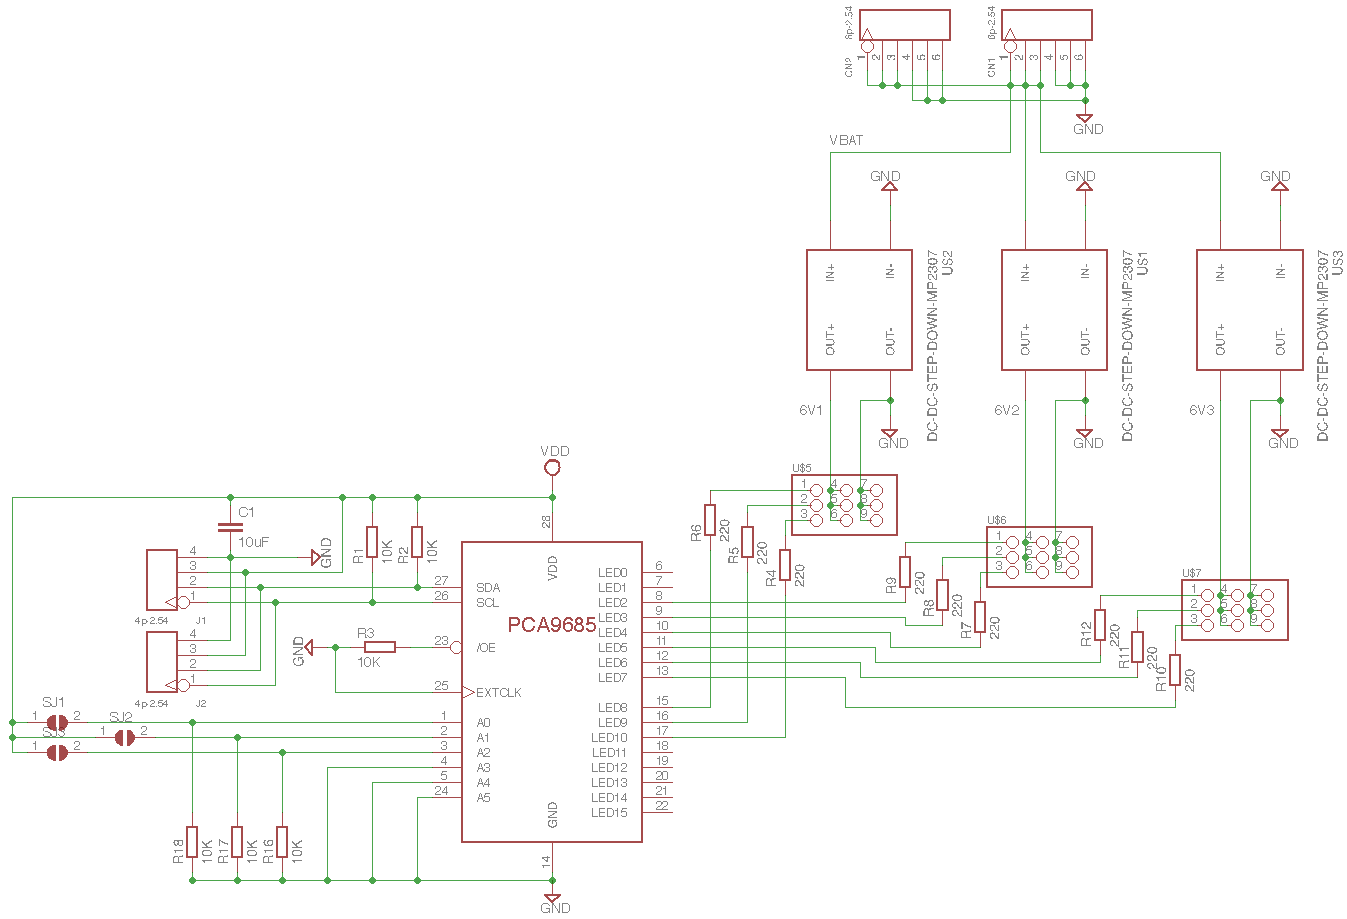 8p-2.54
CN2
1 2 3 4 5 6
8p-2.54
CN1
1 2 3 4 5 6
GND
VBAT
GND
GND
GND
IN+ IN-
OUT+ OUT-
DC-DC-STEP-DOWN-MP2307
US2
IN+ IN-
OUT+ OUT-
DC-DC-STEP-DOWN-MP2307
US1
IN+ IN-
OUT+ OUT-
DC-DC-STEP-DOWN-MP2307
US3
6V1
GND
6V2
GND
6V3
GND
VDD
U$5
1 4 7
2 5 8
3 6 9
U$6
1 4 7
2 5 8
3 6 9
U$7
1 4 7
2 5 8
3 6 9
R6 220
R5 220
R4 220
R9 220
R8 220
R7 220
R12 220
R11 220
R10 220
C1
10uF
GND
R1 10K
R2 10K
4
3
2
1
4p2.54 J1
4
3
2
1
4p2.54 J2
GND
R3
10K
SJ1
1 2
SJ2
1 2
SJ3
1 2
R18 10K
R17 10K
R16 10K
PCA9685
28 VDD
27 SDA
26 SCL
23 /OE
25 EXTCLK
1 A0
2 A1
3 A2
4 A3
5 A4
24 A5
GND 14
LED0 6
LED1 7
LED2 8
LED3 9
LED4 10
LED5 11
LED6 12
LED7 13
LED8 15
LED9 16
LED10 17
LED11 18
LED12 19
LED13 20
LED14 21
LED15 22
GND